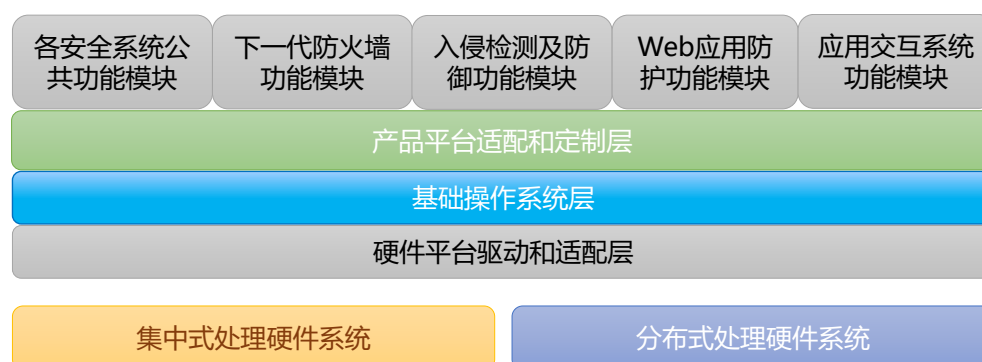 各安全系统公
共功能模块
下一代防火墙
功能模块
入侵检测及防
御功能模块
Web应用防
护功能模块
应用交互系统
功能模块
产品平台适配和定制层
基础操作系统层
硬件平台驱动和适配层
集中式处理硬件系统
分布式处理硬件系统